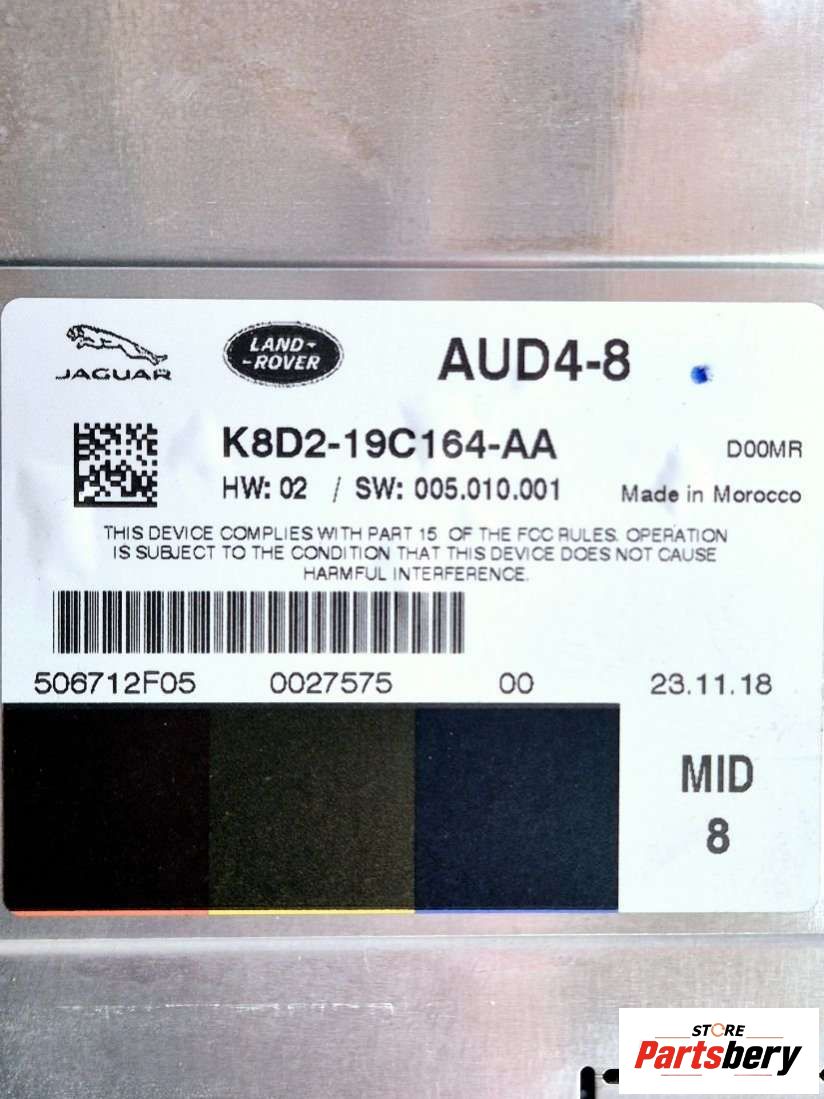 JAGUAR
LAND-
-ROVER
AUD4-8
K8D2-19C164-AA
D00MR
HW: 02 / SW: 005.010.001
Made in Morocco
THIS DEVICE COMPLIES WITH PART 15 OF THE FCC RULES. OPERATION
IS SUBJECT TO THE CONDITION THAT THIS DEVICE DOES NOT CAUSE
HARMFUL INTERFERENCE.
506712F05 0027575 00 23.11.18
MID
8
STORE
Partsbery